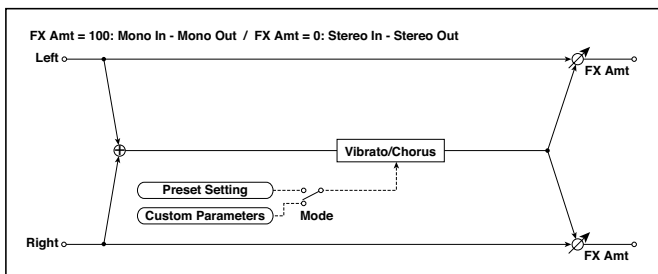 FX Amt = 100: Mono In - Mono Out / FX Amt = 0: Stereo In - Stereo Out
Left
FX Amt
Vibrato/Chorus
Preset Setting
Custom Parameters
Mode
Right
FX Amt